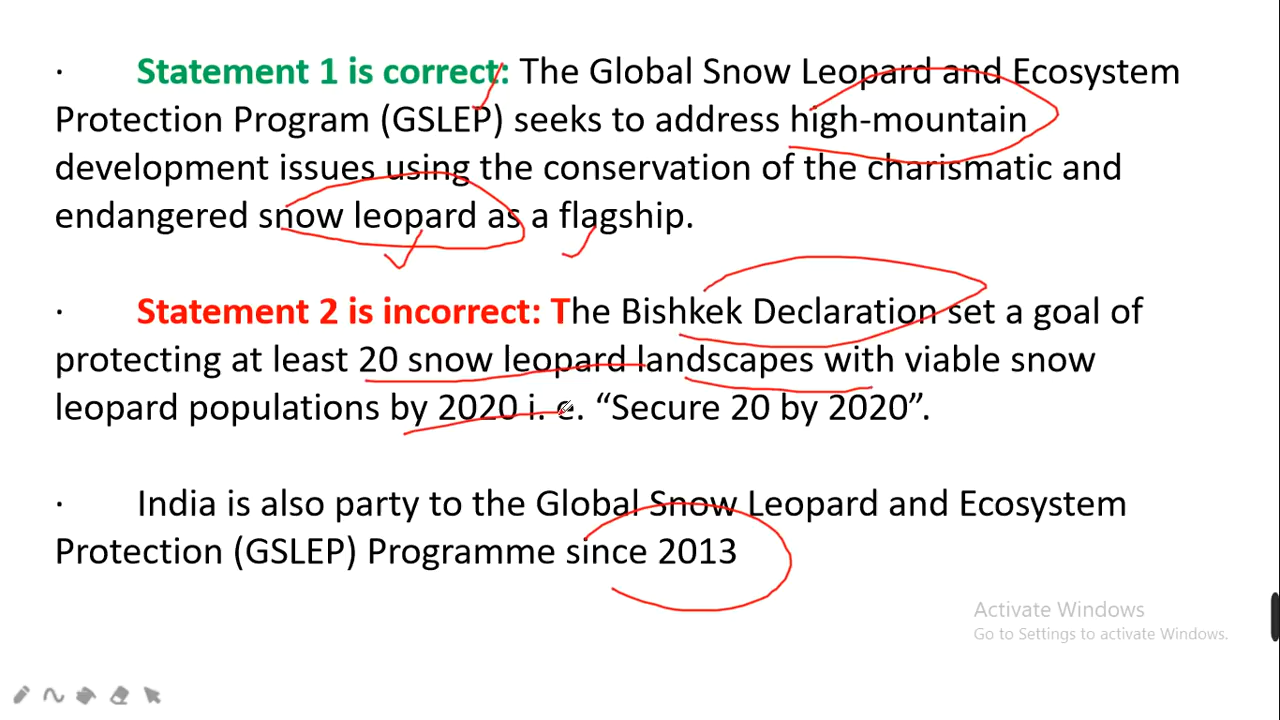 · Statement 1 is correct: The Global Snow Leopard and Ecosystem
Protection Program (GSLEP) seeks to address high-mountain
development issues using the conservation of the charismatic and
endangered snow leopard as a flagship.
· Statement 2 is incorrect: The Bishkek Declaration set a goal of
protecting at least 20 snow leopard landscapes with viable snow
leopard populations by 2020 i. e. “Secure 20 by 2020”.
· India is also party to the Global Snow Leopard and Ecosystem
Protection (GSLEP) Programme since 2013
Activate Windows
Go to Settings to activate Windows.